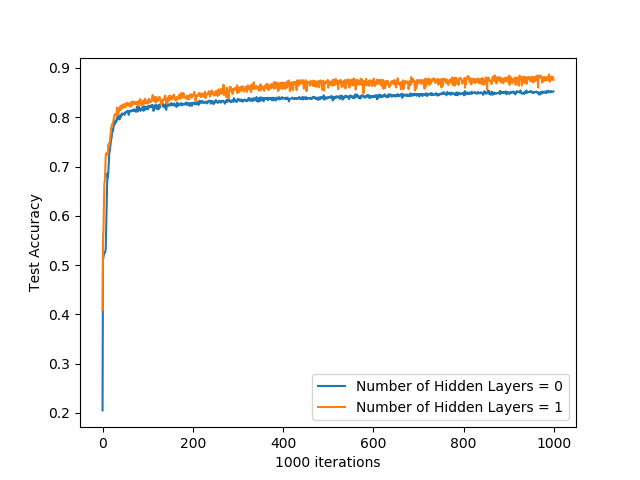 0.9
0.8
0.7
0.6
0.5
0.4
0.3
0.2
Test Accuracy
Number of Hidden Layers = 0
Number of Hidden Layers = 1
0 200 400 600 800 1000
1000 iterations